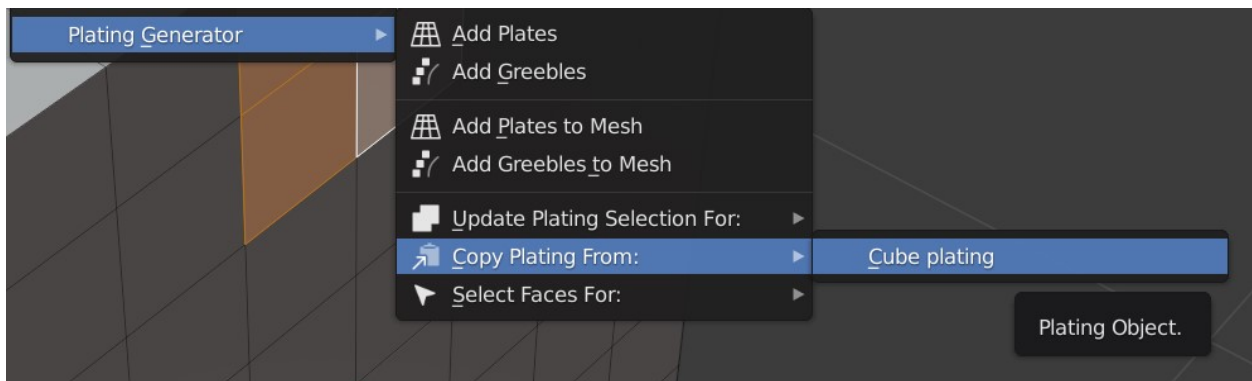 Plating Generator
Add Plates
Add Greebles
Add Plates to Mesh
Add Greebles to Mesh
Update Plating Selection For:
Copy Plating From:
Cube plating
Select Faces For:
Plating Object.